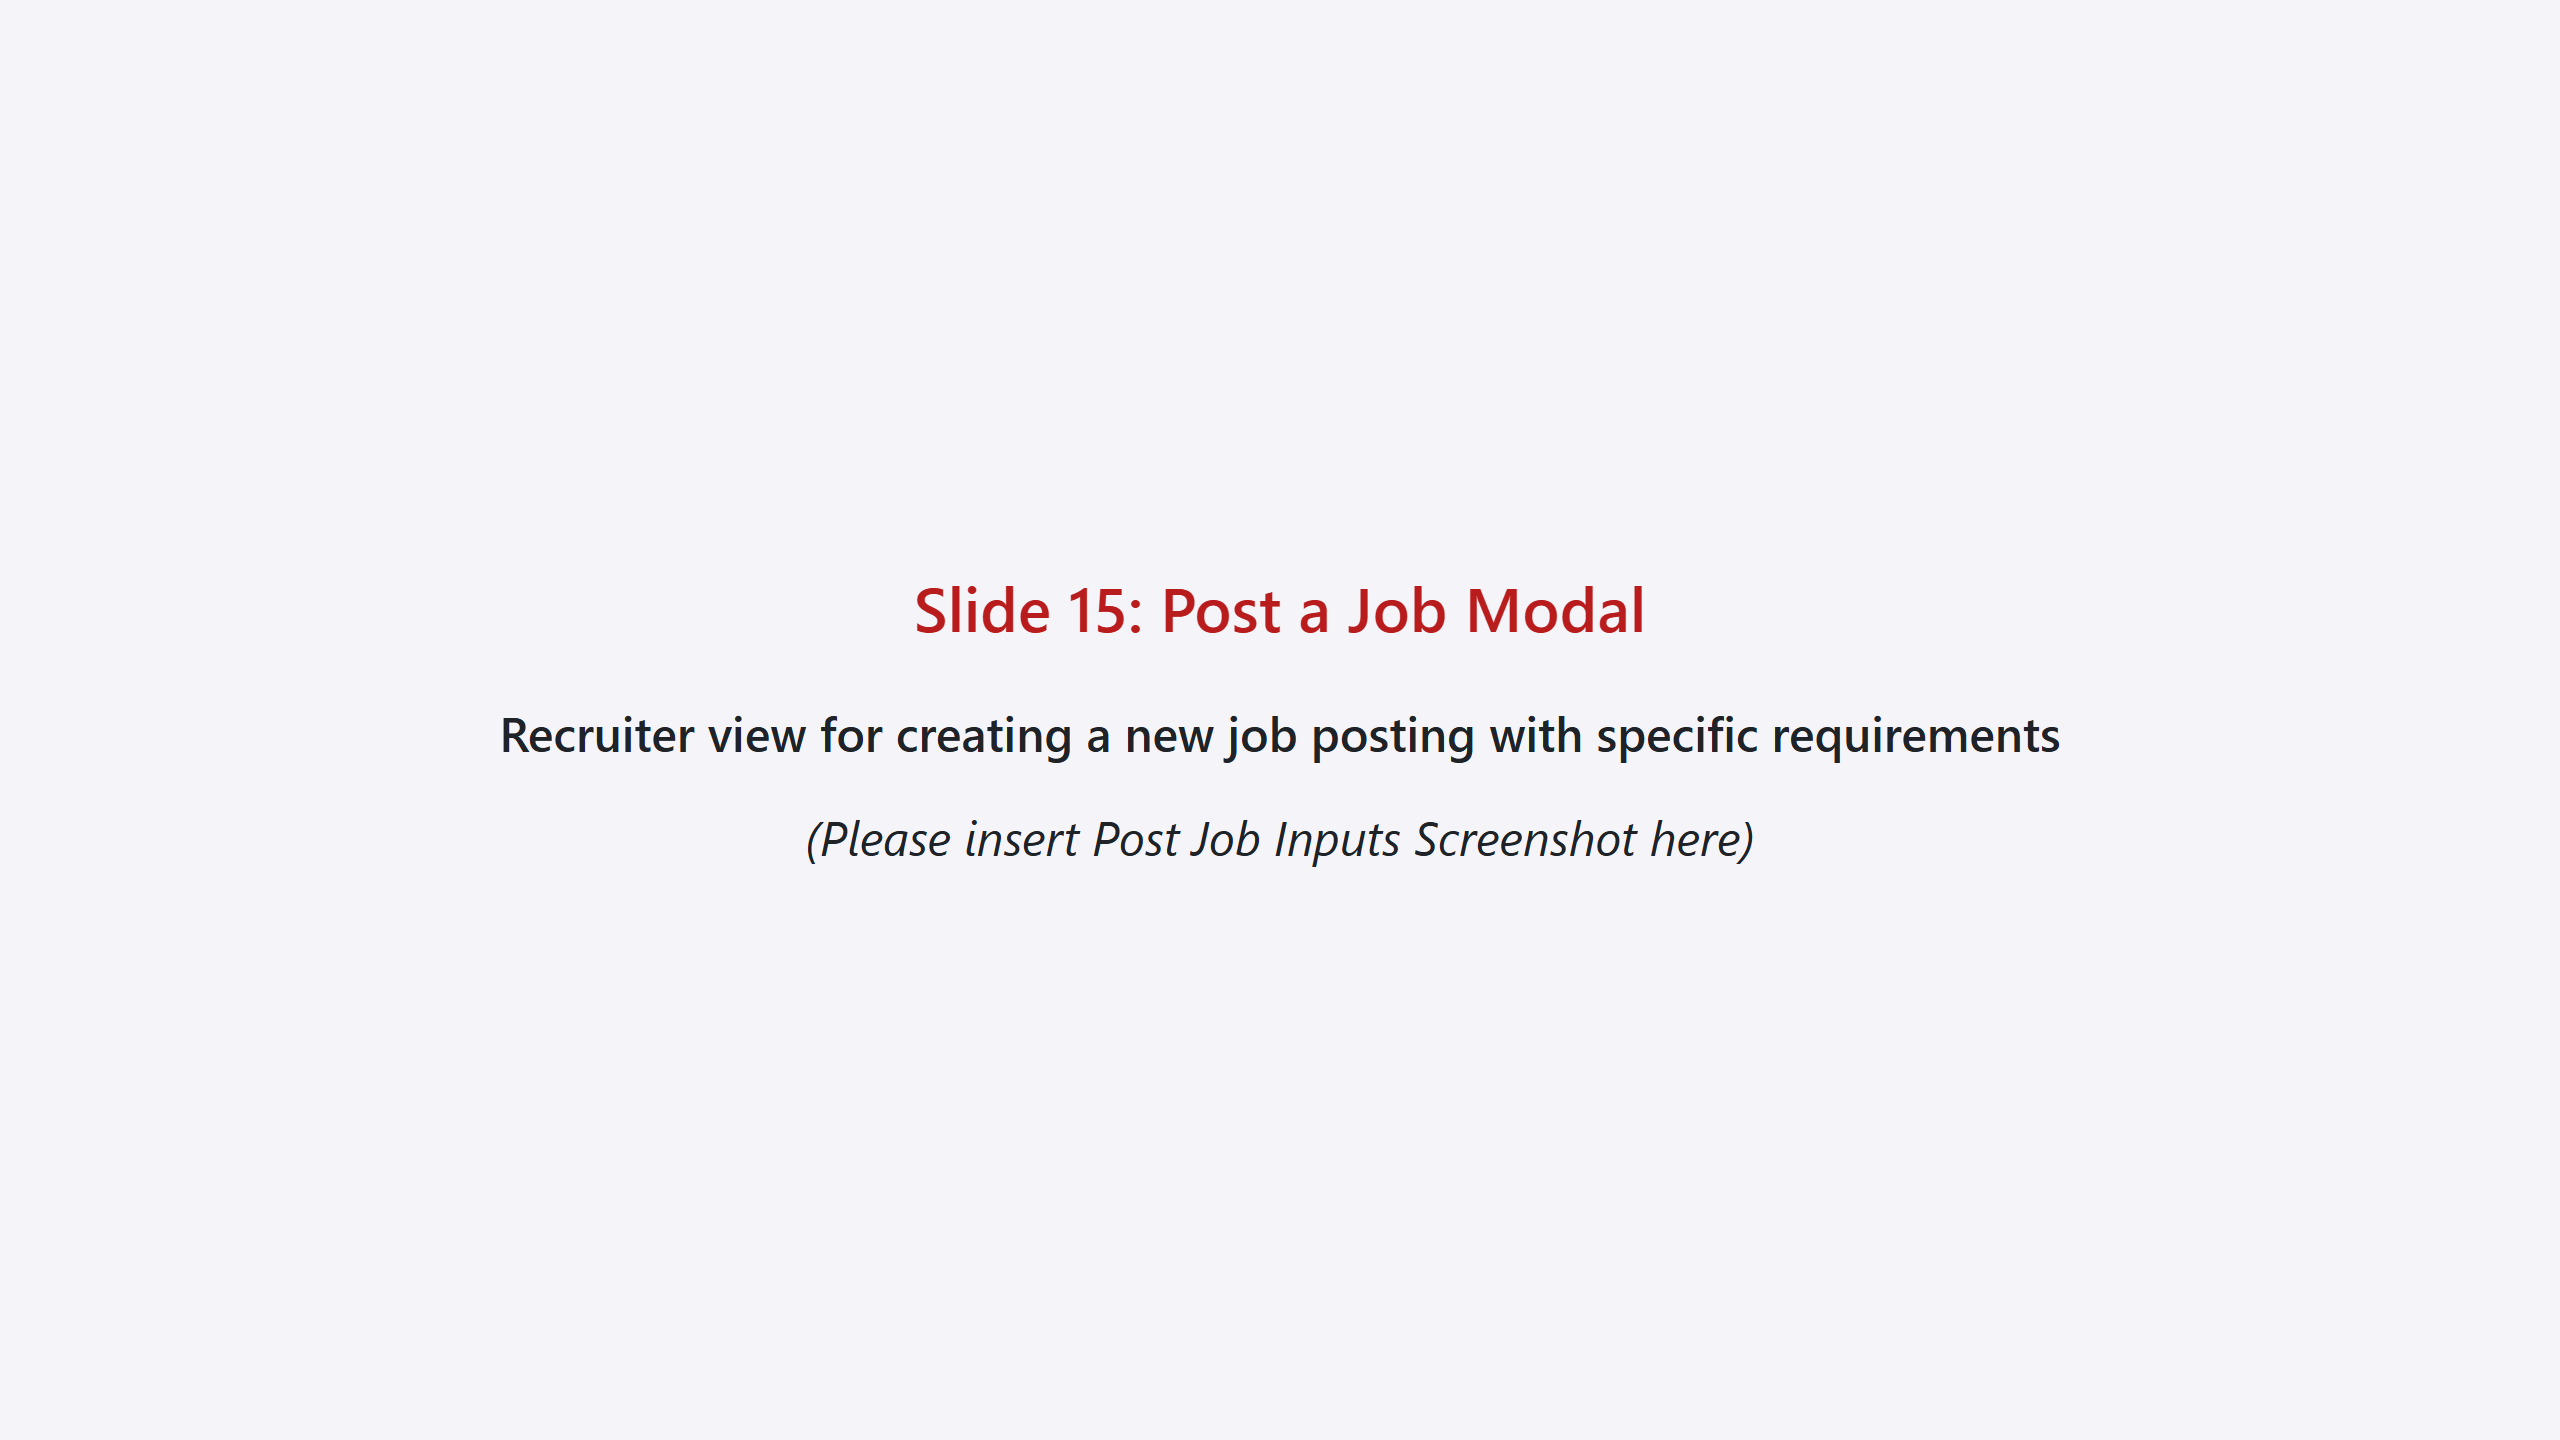 Slide 15: Post a Job Modal
Recruiter view for creating a new job posting with specific requirements
(Please insert Post Job Inputs Screenshot here)